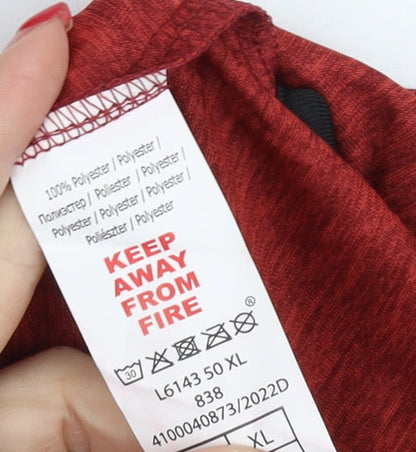 100% Polyester / Polyester /
Полиэстер / Poliester / Polyester /
Polyester / Polyester / Polyester /
Poliészter / Polyester
KEEP
AWAY
FROM
FIRE
®
30
L6143 50 XL
838
4100040873/2022D
XL